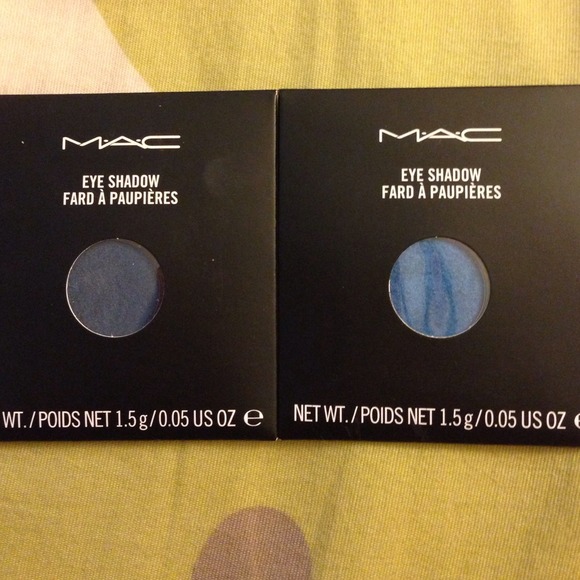 M·A·C
EYE SHADOW
FARD À PAUPIÈRES
WT. / POIDS NET 1.5 g / 0.05 US OZ ℮
M·A·C
EYE SHADOW
FARD À PAUPIÈRES
NET WT. / POIDS NET 1.5 g / 0.05 US OZ ℮